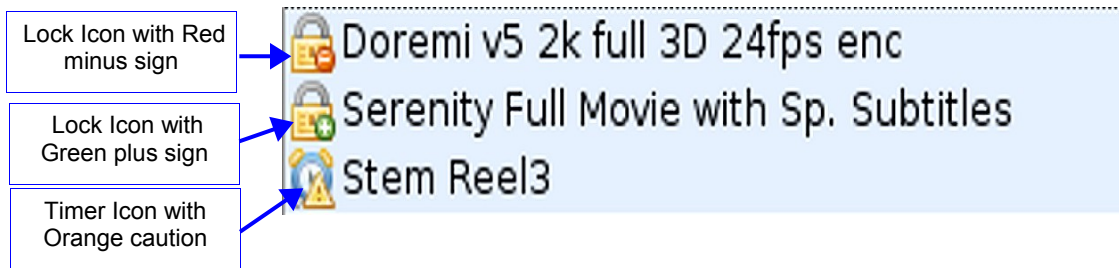 Lock Icon with Red
minus sign
Doremi v5 2k full 3D 24fps enc
Lock Icon with
Green plus sign
Serenity Full Movie with Sp. Subtitles
Timer Icon with
Orange caution
Stem Reel3